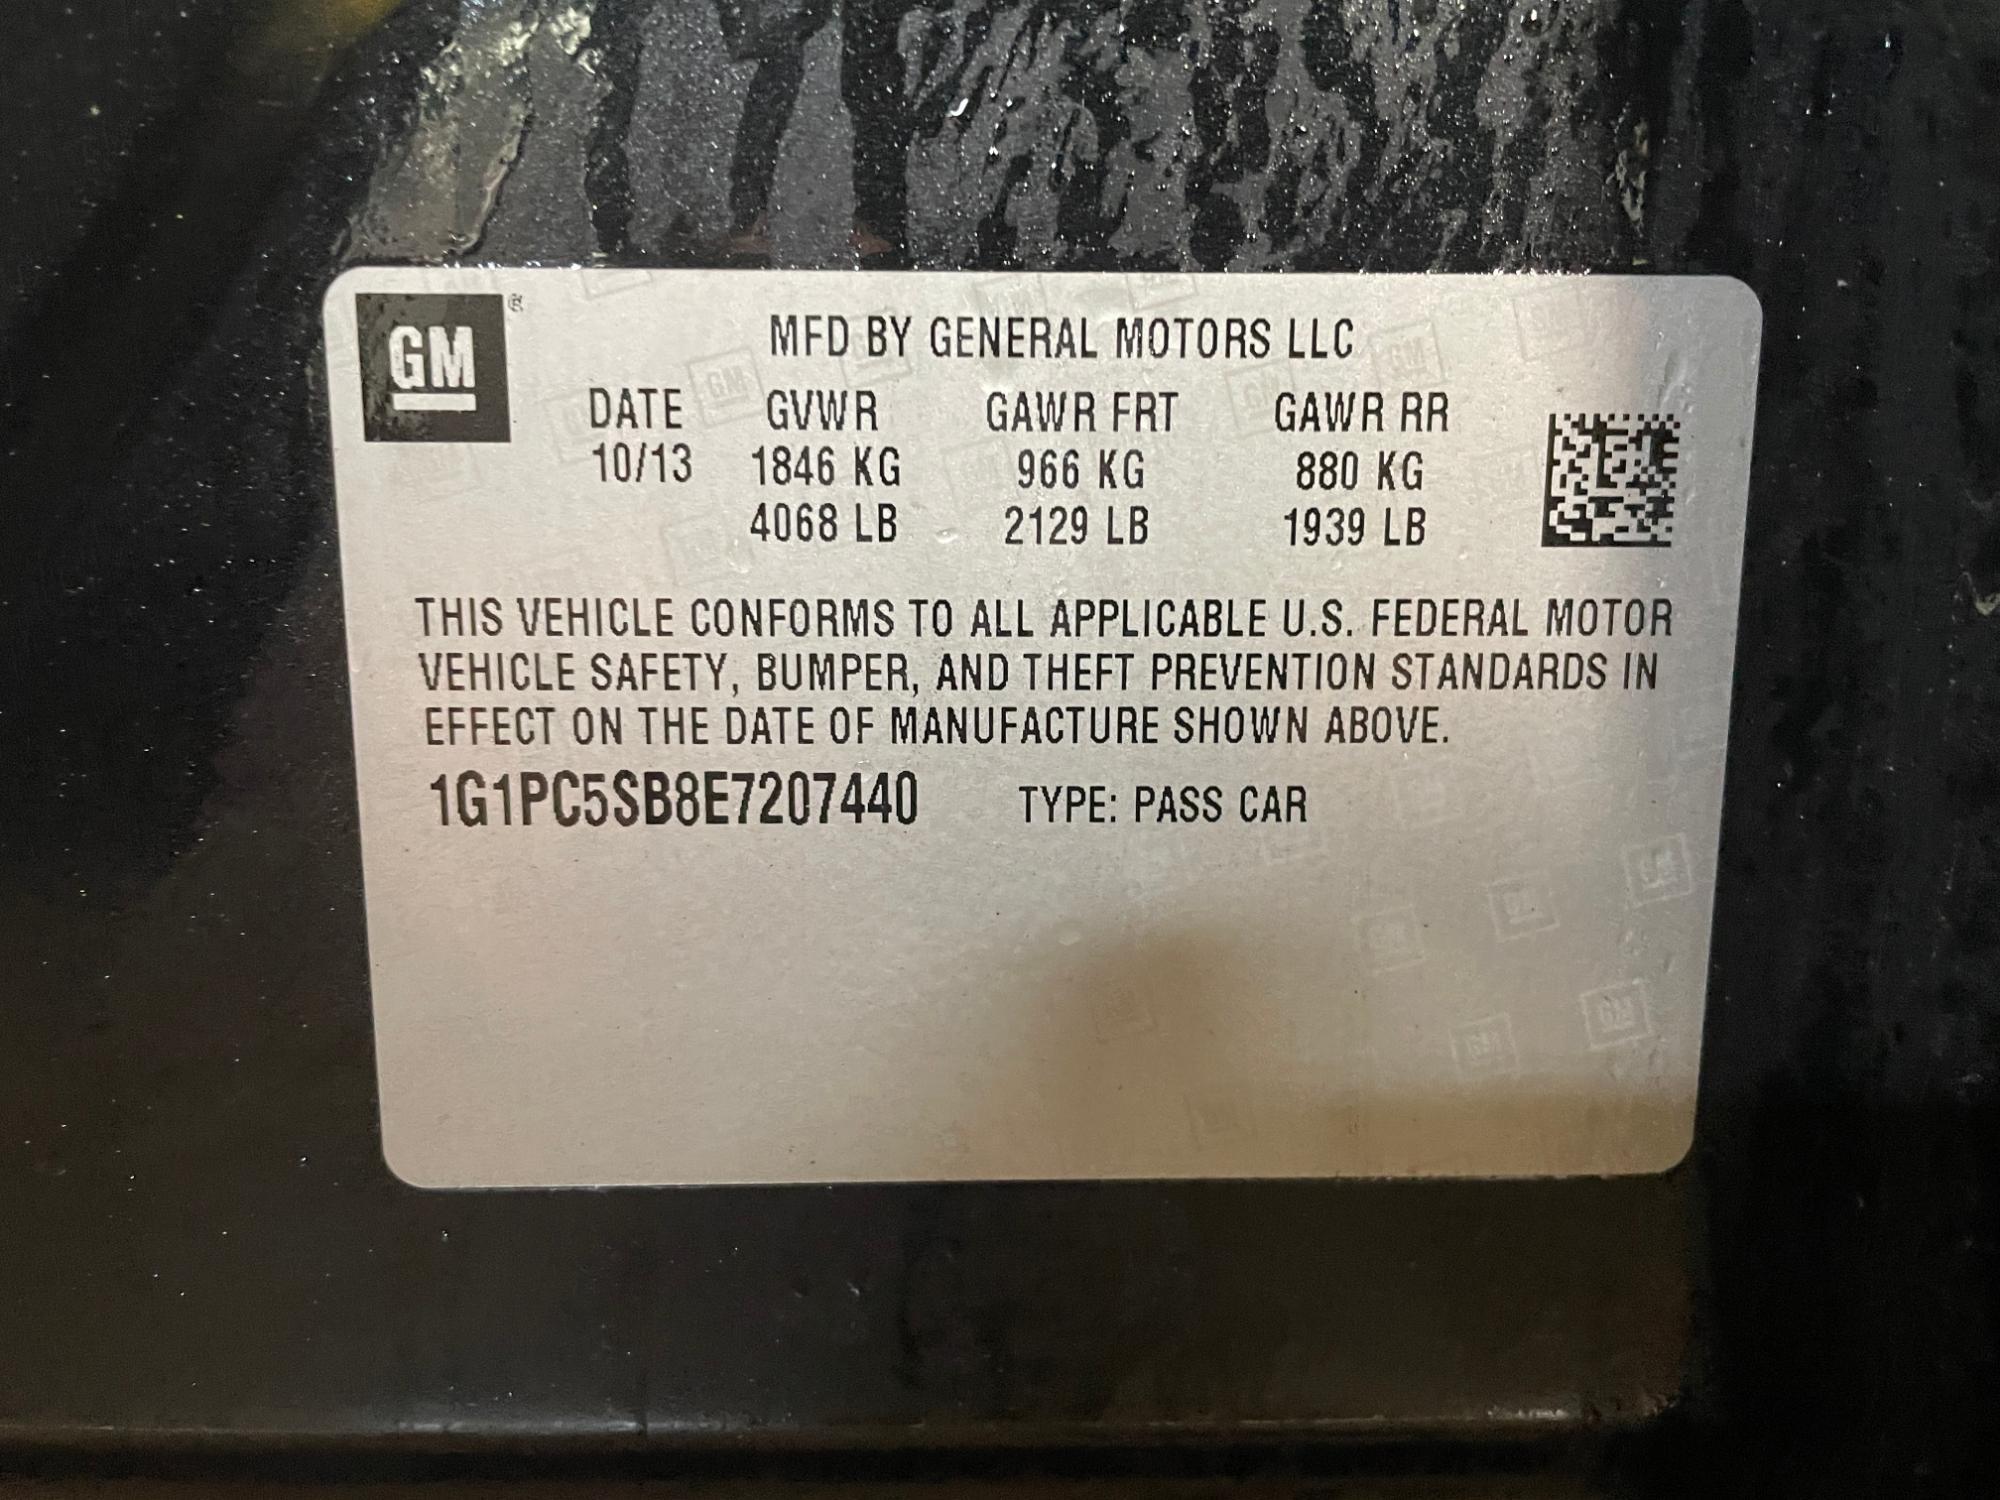 GM
MFD BY GENERAL MOTORS LLC
DATE GVWR GAWR FRT GAWR RR
10/13 1846 KG 966 KG 880 KG
4068 LB 2129 LB 1939 LB
THIS VEHICLE CONFORMS TO ALL APPLICABLE U.S. FEDERAL MOTOR
VEHICLE SAFETY, BUMPER, AND THEFT PREVENTION STANDARDS IN
EFFECT ON THE DATE OF MANUFACTURE SHOWN ABOVE.
1G1PC5SB8E7207440 TYPE: PASS CAR